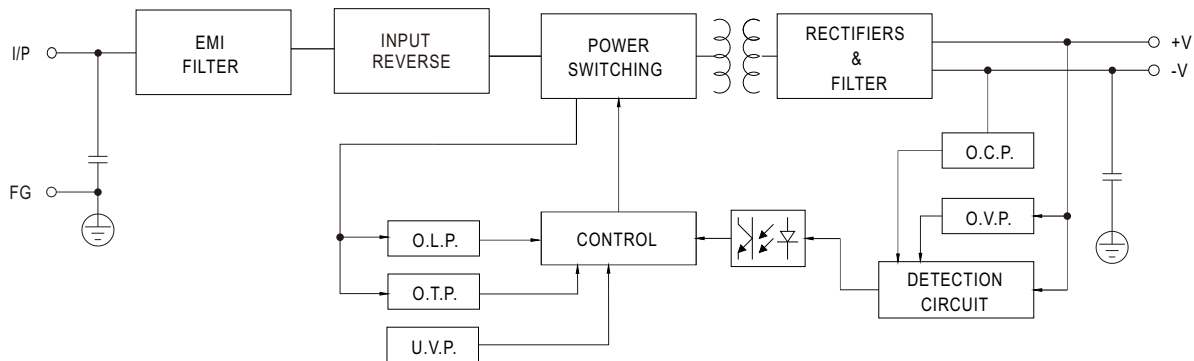 I/P
EMI
FILTER
INPUT
REVERSE
POWER
SWITCHING
RECTIFIERS
&
FILTER
+V
-V
O.C.P.
FG
O.L.P.
CONTROL
O.V.P.
O.T.P.
DETECTION
CIRCUIT
U.V.P.